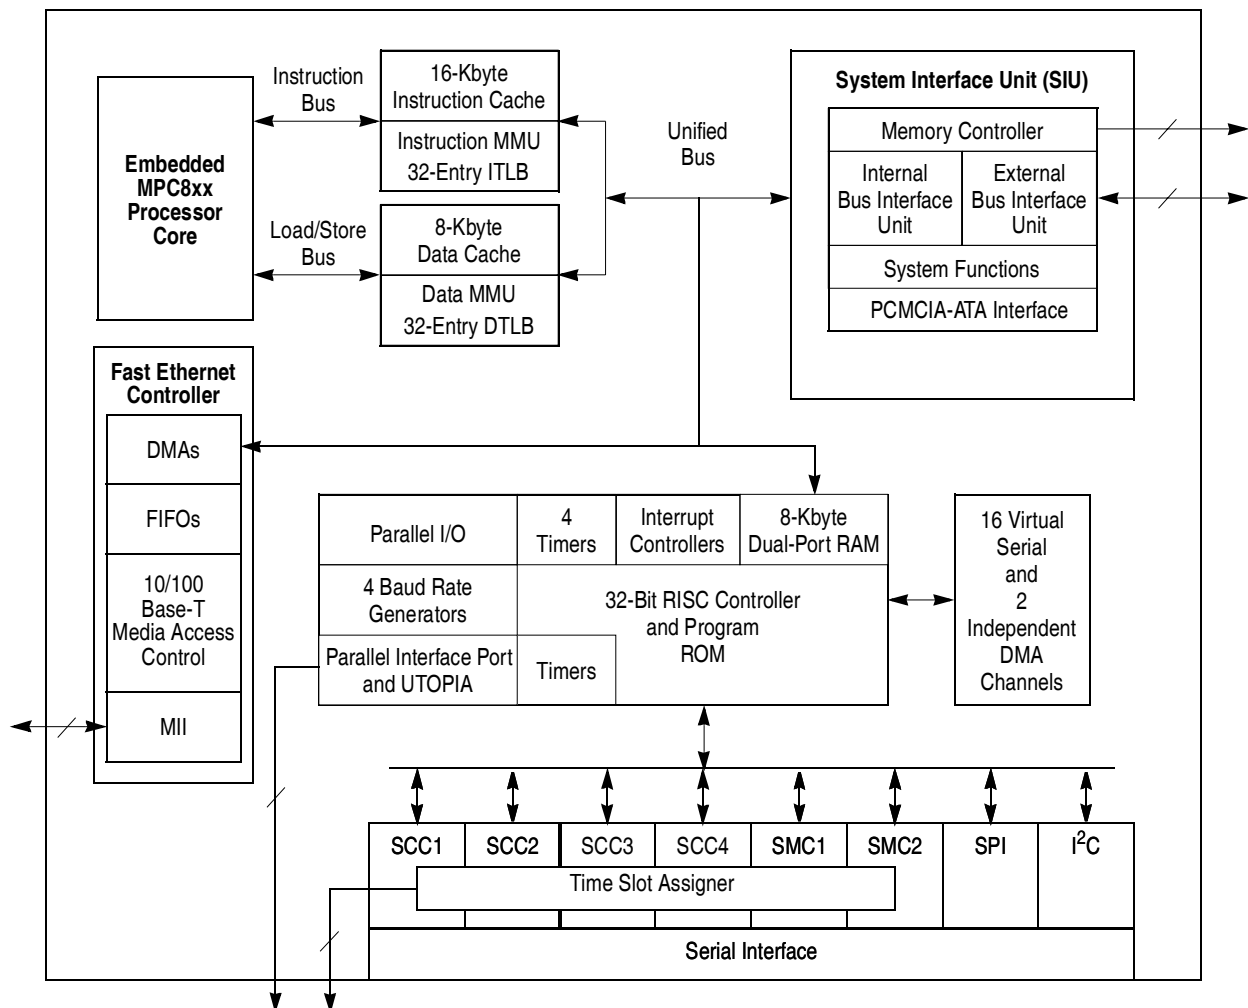 Embedded
MPC8xx
Processor
Core
Instruction
Bus
Load/Store
Bus
16-Kbyte
Instruction Cache
Instruction MMU
32-Entry ITLB
8-Kbyte
Data Cache
Data MMU
32-Entry DTLB
Unified
Bus
System Interface Unit (SIU)
Memory Controller
Internal
Bus Interface
Unit
External
Bus Interface
Unit
System Functions
PCMCIA-ATA Interface
Fast Ethernet
Controller
DMAs
FIFOs
10/100
Base-T
Media Access
Control
MII
Parallel I/O
4
Timers
Interrupt
Controllers
8-Kbyte
Dual-Port RAM
4 Baud Rate
Generators
32-Bit RISC Controller
and Program
ROM
Parallel Interface Port
and UTOPIA
Timers
16 Virtual
Serial
and
2
Independent
DMA
Channels
SCC1
SCC2
SCC3
SCC4
SMC1
SMC2
SPI
I²C
Time Slot Assigner
Serial Interface